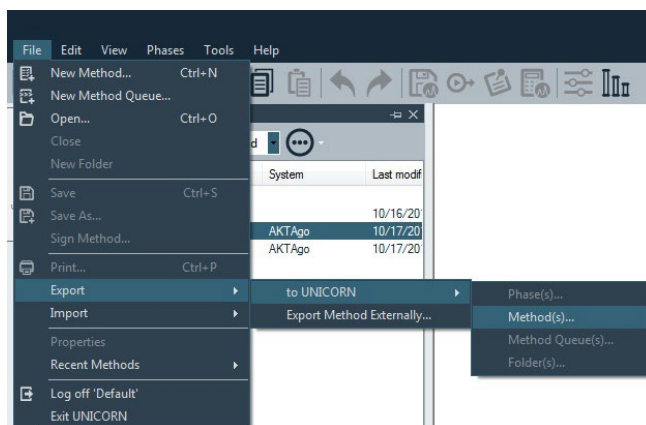 File Edit View Phases Tools Help
New Method... Ctrl+N
New Method Queue...
Open... Ctrl+O
Close
New Folder
Save Ctrl+S
Save As...
Sign Method...
Print... Ctrl+P
Export
Import
Properties
Recent Methods
Log off 'Default'
Exit UNICORN
d
System Last modif
10/16/20
AKTAgo 10/17/20
AKTAgo 10/17/20
to UNICORN
Export Method Externally...
Phase(s)...
Method(s)...
Method Queue(s)...
Folder(s)...